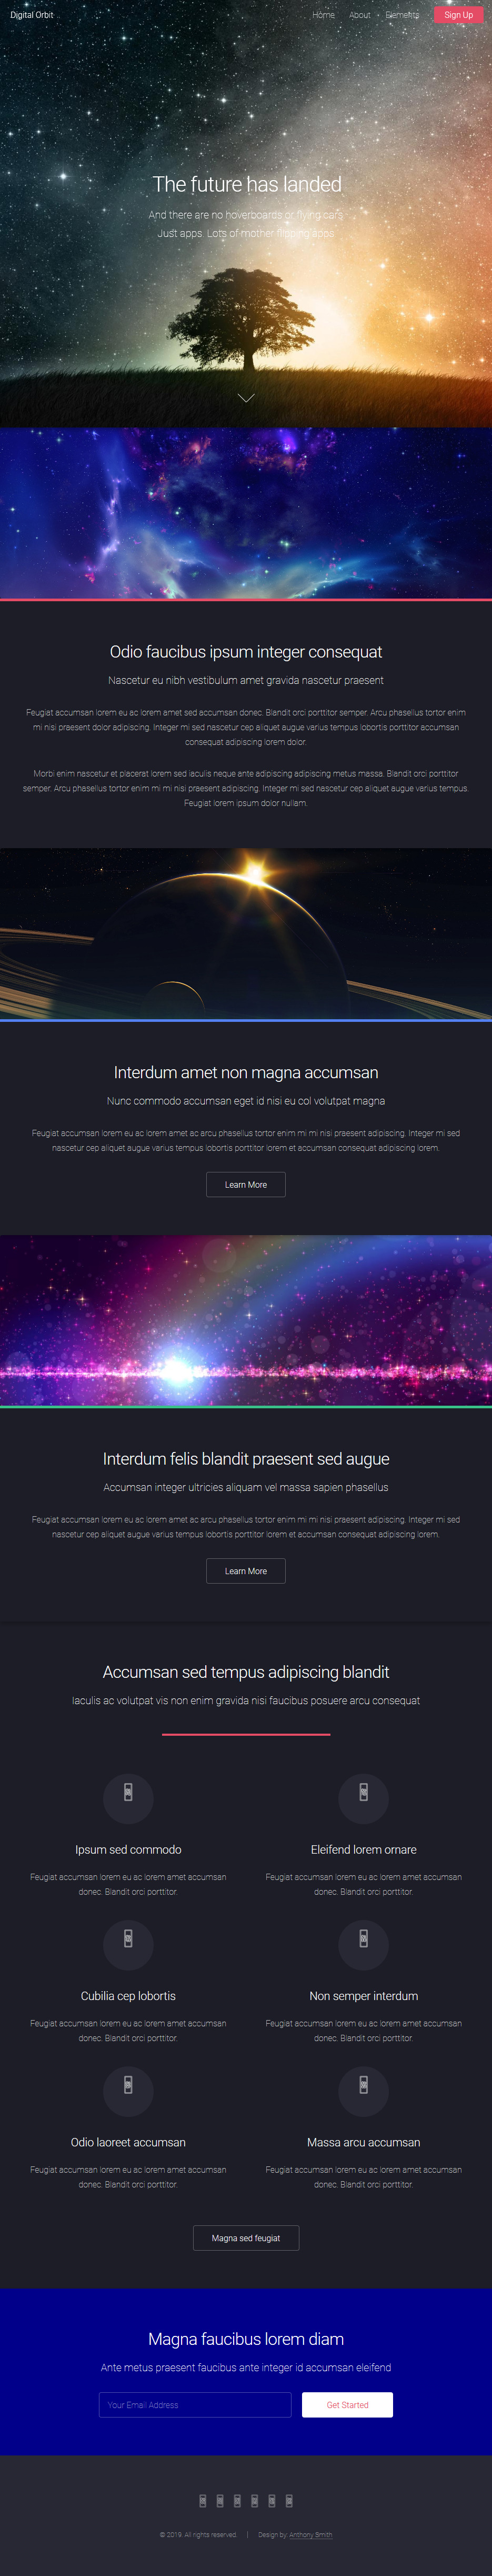 Digital Orbit
Home About Elements Sign Up
The future has landed
And there are no hoverboards or flying cars.
Just apps. Lots of mother flipping apps.
Odio faucibus ipsum integer consequat
Nascetur eu nibh vestibulum amet gravida nascetur praesent
Feugiat accumsan lorem eu ac lorem amet sed accumsan donec. Blandit orci porttitor semper. Arcu phasellus tortor enim
mi nisi praesent dolor adipiscing. Integer mi sed nascetur cep aliquet augue varius tempus lobortis porttitor accumsan
consequat adipiscing lorem dolor.
Morbi enim nascetur et placerat lorem sed iaculis neque ante adipiscing adipiscing metus massa. Blandit orci porttitor
semper. Arcu phasellus tortor enim mi mi nisi praesent adipiscing. Integer mi sed nascetur cep aliquet augue varius tempus.
Feugiat lorem ipsum dolor nullam.
Interdum amet non magna accumsan
Nunc commodo accumsan eget id nisi eu col volutpat magna
Feugiat accumsan lorem eu ac lorem amet ac arcu phasellus tortor enim mi mi nisi praesent adipiscing. Integer mi sed
nascetur cep aliquet augue varius tempus lobortis porttitor lorem et accumsan consequat adipiscing lorem.
Learn More
Interdum felis blandit praesent sed augue
Accumsan integer ultricies aliquam vel massa sapien phasellus
Feugiat accumsan lorem eu ac lorem amet ac arcu phasellus tortor enim mi mi nisi praesent adipiscing. Integer mi sed
nascetur cep aliquet augue varius tempus lobortis porttitor lorem et accumsan consequat adipiscing lorem.
Learn More
Accumsan sed tempus adipiscing blandit
Iaculis ac volutpat vis non enim gravida nisi faucibus posuere arcu consequat
Ipsum sed commodo
Feugiat accumsan lorem eu ac lorem amet accumsan
donec. Blandit orci porttitor.
Eleifend lorem ornare
Feugiat accumsan lorem eu ac lorem amet accumsan
donec. Blandit orci porttitor.
Cubilia cep lobortis
Feugiat accumsan lorem eu ac lorem amet accumsan
donec. Blandit orci porttitor.
Non semper interdum
Feugiat accumsan lorem eu ac lorem amet accumsan
donec. Blandit orci porttitor.
Odio laoreet accumsan
Feugiat accumsan lorem eu ac lorem amet accumsan
donec. Blandit orci porttitor.
Massa arcu accumsan
Feugiat accumsan lorem eu ac lorem amet accumsan
donec. Blandit orci porttitor.
Magna sed feugiat
Magna faucibus lorem diam
Ante metus praesent faucibus ante integer id accumsan eleifend
Your Email Address
Get Started
© 2019. All rights reserved. Design by: Anthony Smith